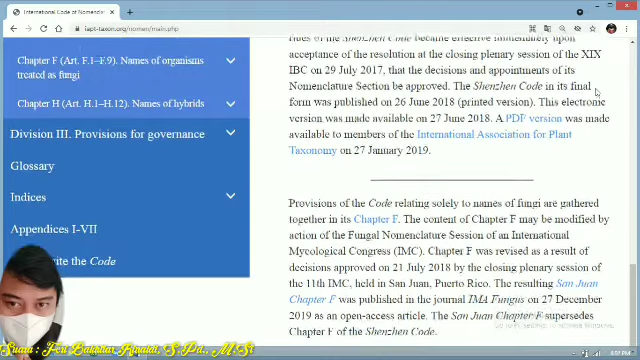 International Code of Nomenclatur
iapt-taxon.org/nomen/main.php
Chapter F (Art. F.1–F.9). Names of organisms
treated as fungi
Chapter H (Art. H.1–H.12). Names of hybrids
Division III. Provisions for governance
Glossary
Indices
Appendices I-VII
ite the Code
rules of the Shenzhen Code became effective immediately upon
acceptance of the resolution at the closing plenary session of the XIX
IBC on 29 July 2017, that the decisions and appointments of its
Nomenclature Section be approved. The Shenzhen Code in its final
form was published on 26 June 2018 (printed version). This electronic
version was made available on 27 June 2018. A PDF version was made
available to members of the International Association for Plant
Taxonomy on 27 January 2019.
Provisions of the Code relating solely to names of fungi are gathered
together in its Chapter F. The content of Chapter F may be modified by
action of the Fungal Nomenclature Session of an International
Mycological Congress (IMC). Chapter F was revised as a result of
decisions approved on 21 July 2018 by the closing plenary session of
the 11th IMC, held in San Juan, Puerto Rico. The resulting San Juan
Chapter F was published in the journal IMA Fungus on 27 December
2019 as an open-access article. The San Juan Chapter F supersedes
Chapter F of the Shenzhen Code.